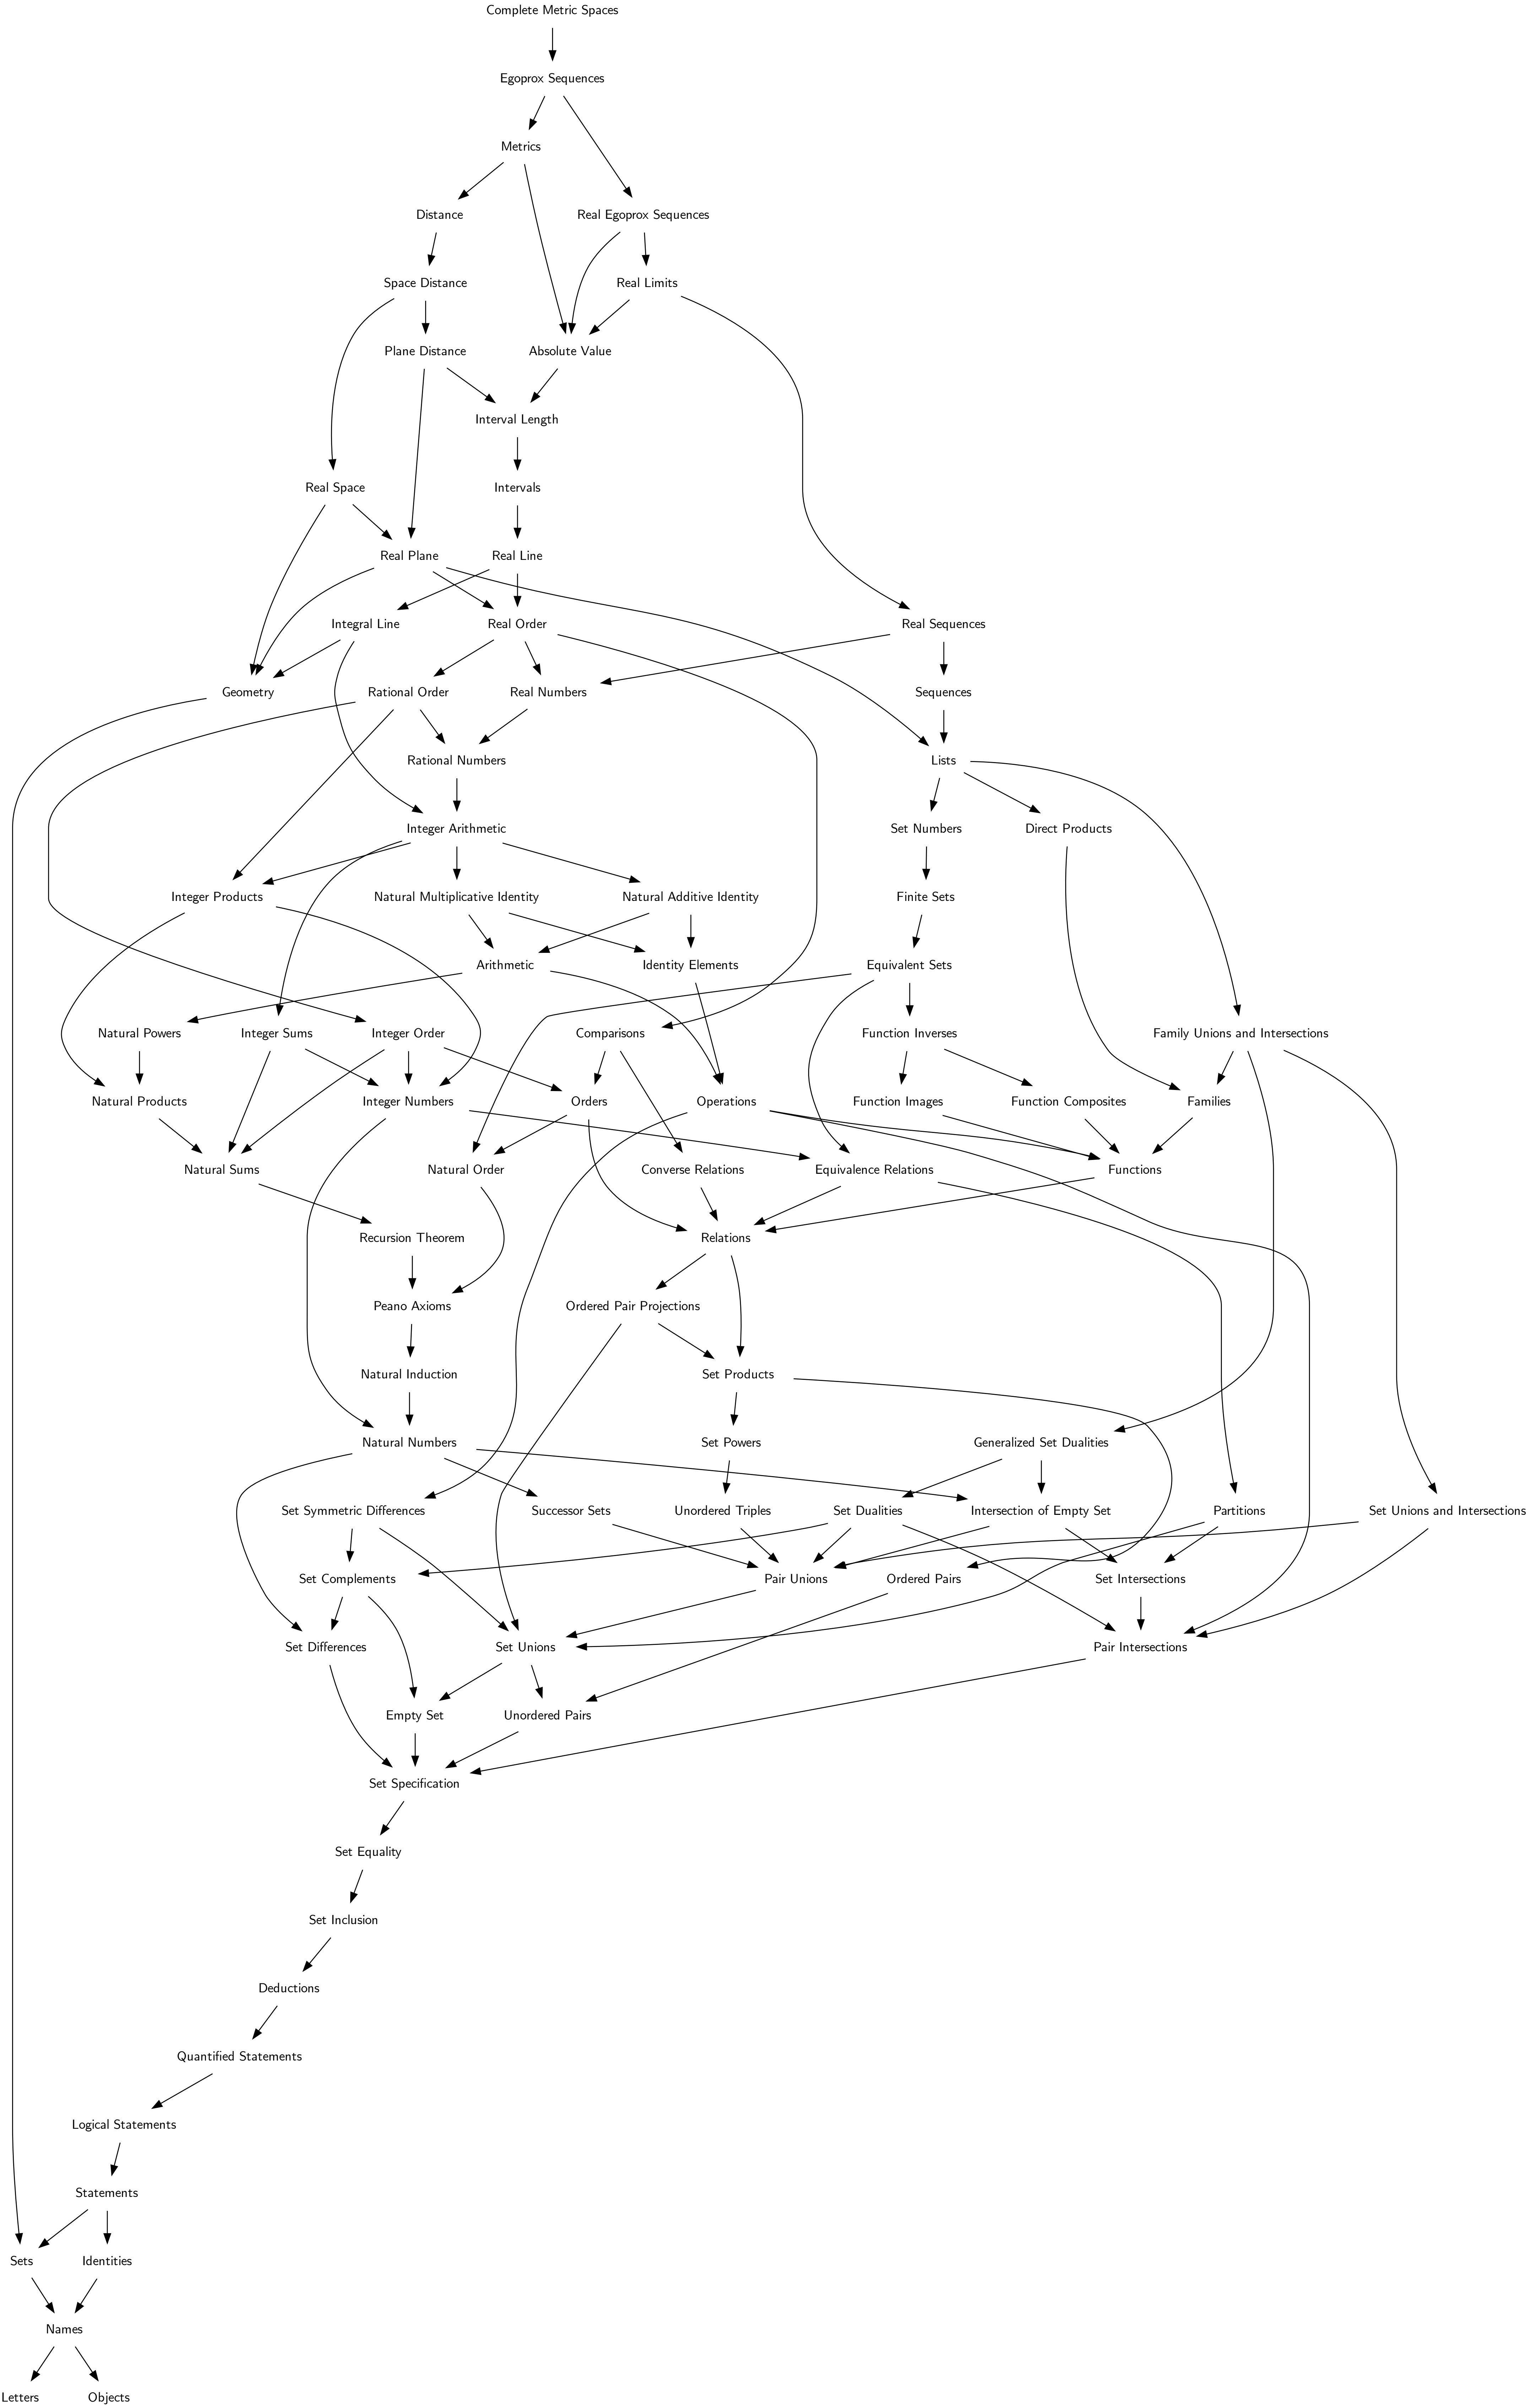 Complete Metric Spaces
Egoprox Sequences
Metrics
Distance
Real Egoprox Sequences
Space Distance
Real Limits
Plane Distance
Absolute Value
Interval Length
Real Space
Intervals
Real Plane
Real Line
Integral Line
Real Order
Real Sequences
Geometry
Rational Order
Real Numbers
Sequences
Rational Numbers
Lists
Integer Arithmetic
Set Numbers
Direct Products
Integer Products
Natural Multiplicative Identity
Natural Additive Identity
Finite Sets
Arithmetic
Identity Elements
Equivalent Sets
Natural Powers
Integer Sums
Integer Order
Comparisons
Function Inverses
Family Unions and Intersections
Natural Products
Integer Numbers
Orders
Operations
Function Images
Function Composites
Families
Natural Sums
Natural Order
Converse Relations
Equivalence Relations
Functions
Recursion Theorem
Relations
Peano Axioms
Ordered Pair Projections
Natural Induction
Set Products
Natural Numbers
Set Powers
Generalized Set Dualities
Set Symmetric Differences
Successor Sets
Unordered Triples
Set Dualities
Intersection of Empty Set
Partitions
Set Unions and Intersections
Set Complements
Pair Unions
Ordered Pairs
Set Intersections
Set Differences
Set Unions
Pair Intersections
Empty Set
Unordered Pairs
Set Specification
Set Equality
Set Inclusion
Deductions
Quantified Statements
Logical Statements
Statements
Sets
Identities
Names
Letters
Objects